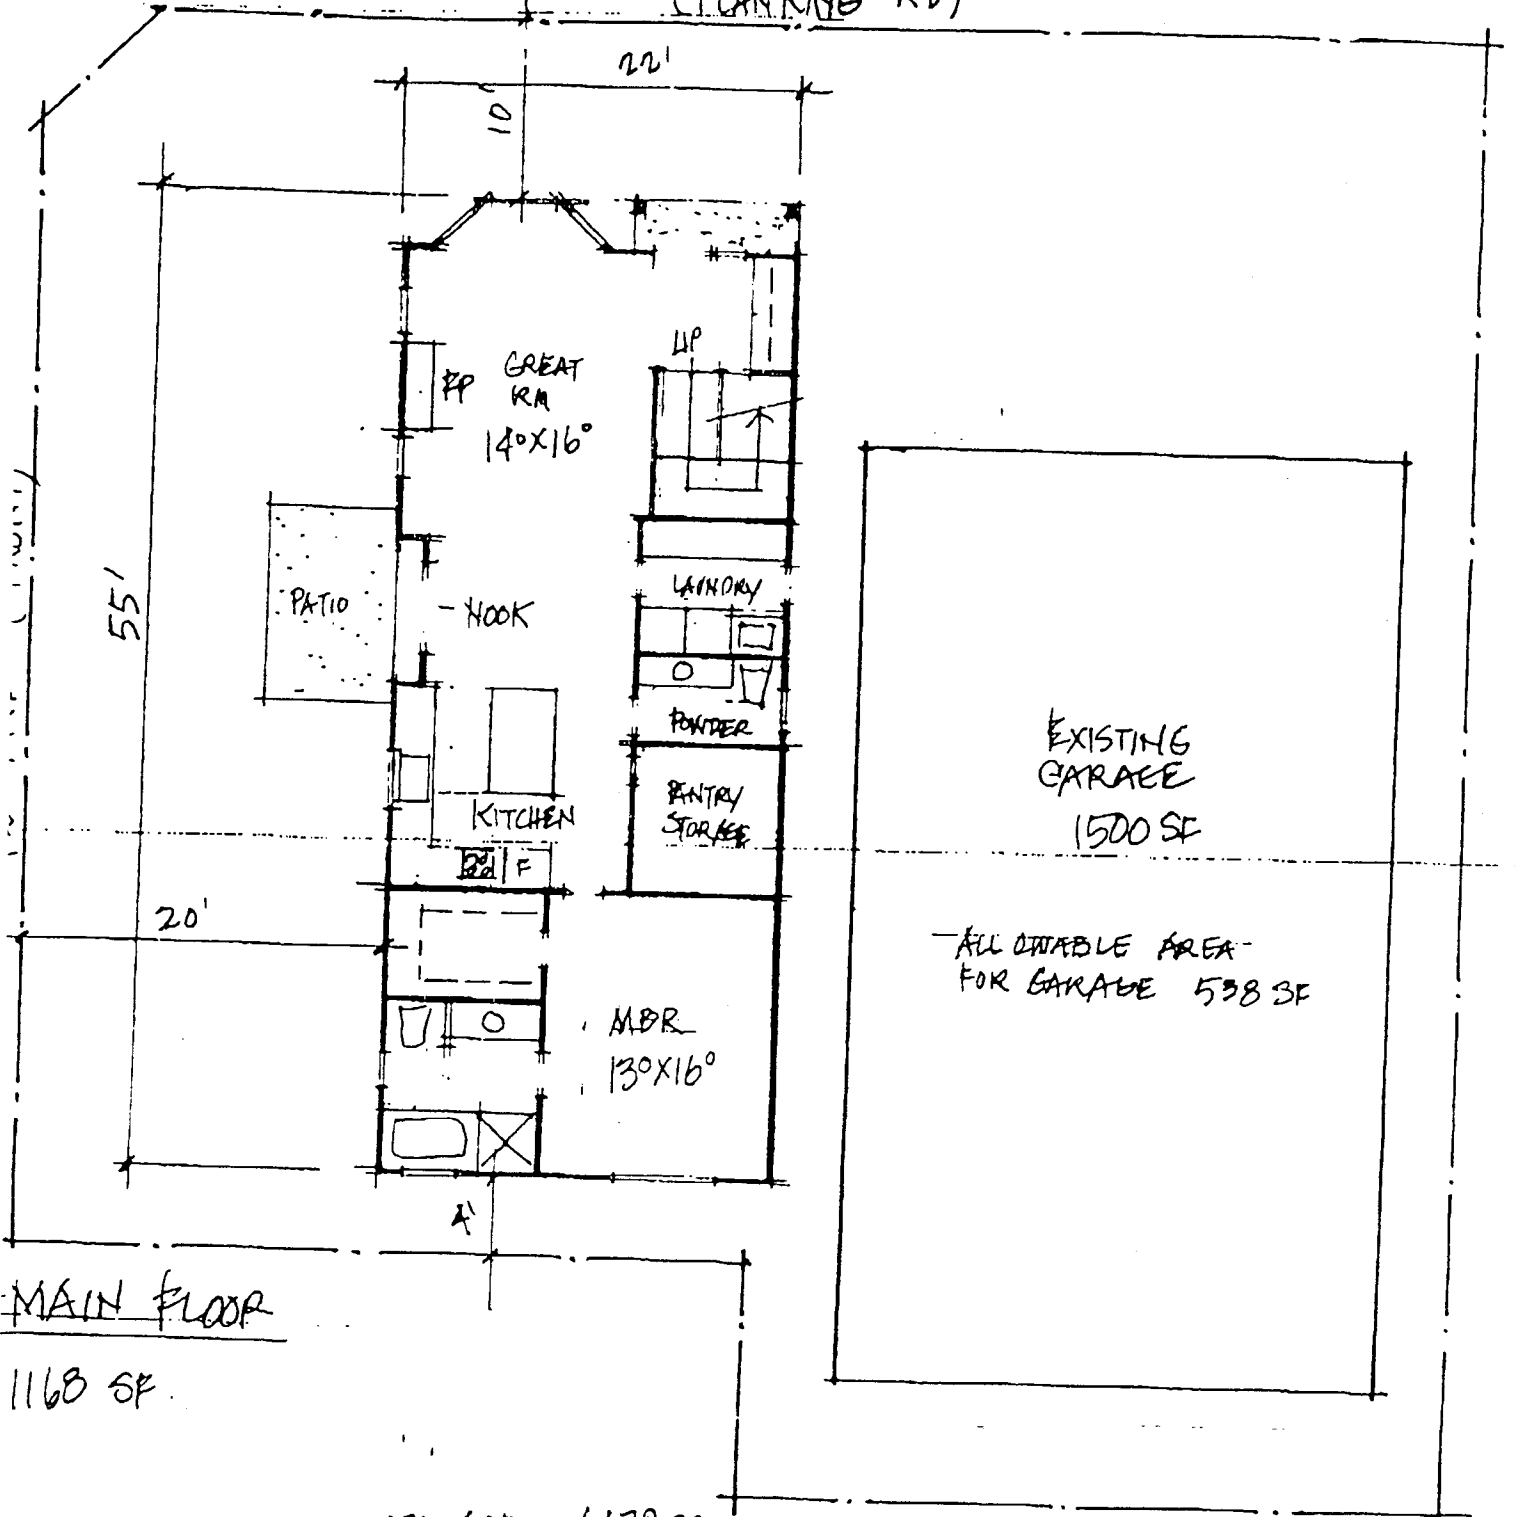 22'
10'
UP
GREAT
RM
14⁰X16⁰
FP
55'
PATIO
NOOK
LAUNDRY
POWDER
PANTRY
STORAGE
KITCHEN
F
EXISTING
GARAGE
1500 SF
20'
ALLOWABLE AREA
FOR GARAGE 538 SF
MBR
13⁰X16⁰
4'
MAIN FLOOR
1168 SF.